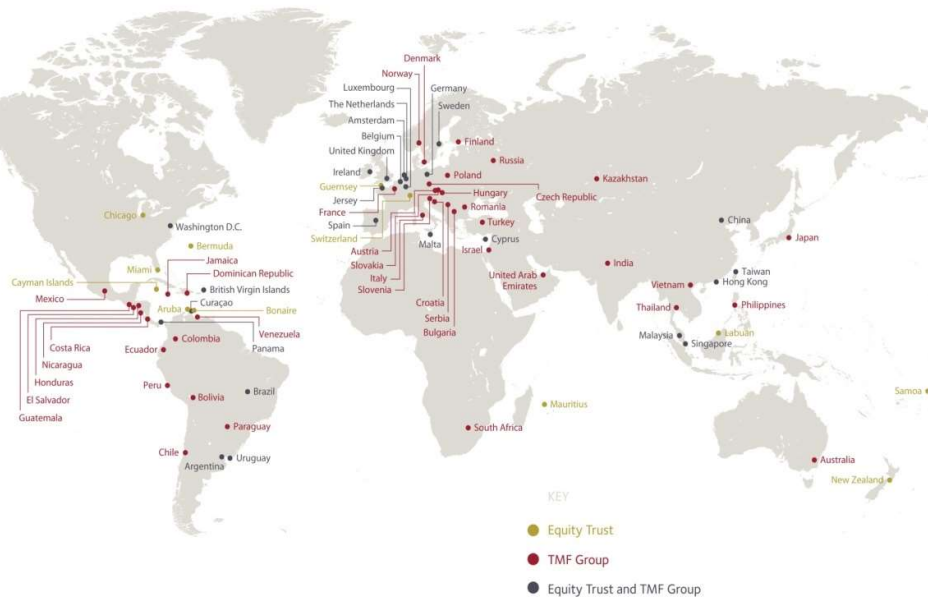 Denmark
Norway
Luxembourg
Germany
The Netherlands
Sweden
Amsterdam
Belgium
United Kingdom
Finland
Ireland
Russia
Poland
Kazakhstan
Guernsey
Hungary
Jersey
Czech Republic
France
Romania
Spain
Turkey
Switzerland
Malta
Cyprus
Austria
Israel
Slovakia
Italy
Slovenia
United Arab
Emirates
Croatia
Serbia
Bulgaria
Chicago
Washington D.C.
Bermuda
Jamaica
Miami
Dominican Republic
Cayman Islands
British Virgin Islands
Mexico
Curaçao
Aruba
Bonaire
Venezuela
Colombia
Panama
Costa Rica
Ecuador
Nicaragua
Honduras
El Salvador
Guatemala
Peru
Bolivia
Brazil
Paraguay
Chile
Uruguay
Argentina
China
Japan
India
Taiwan
Hong Kong
Vietnam
Thailand
Philippines
Malaysia
Labuan
Singapore
Mauritius
Samoa
South Africa
Australia
New Zealand
KEY
Equity Trust
TMF Group
Equity Trust and TMF Group